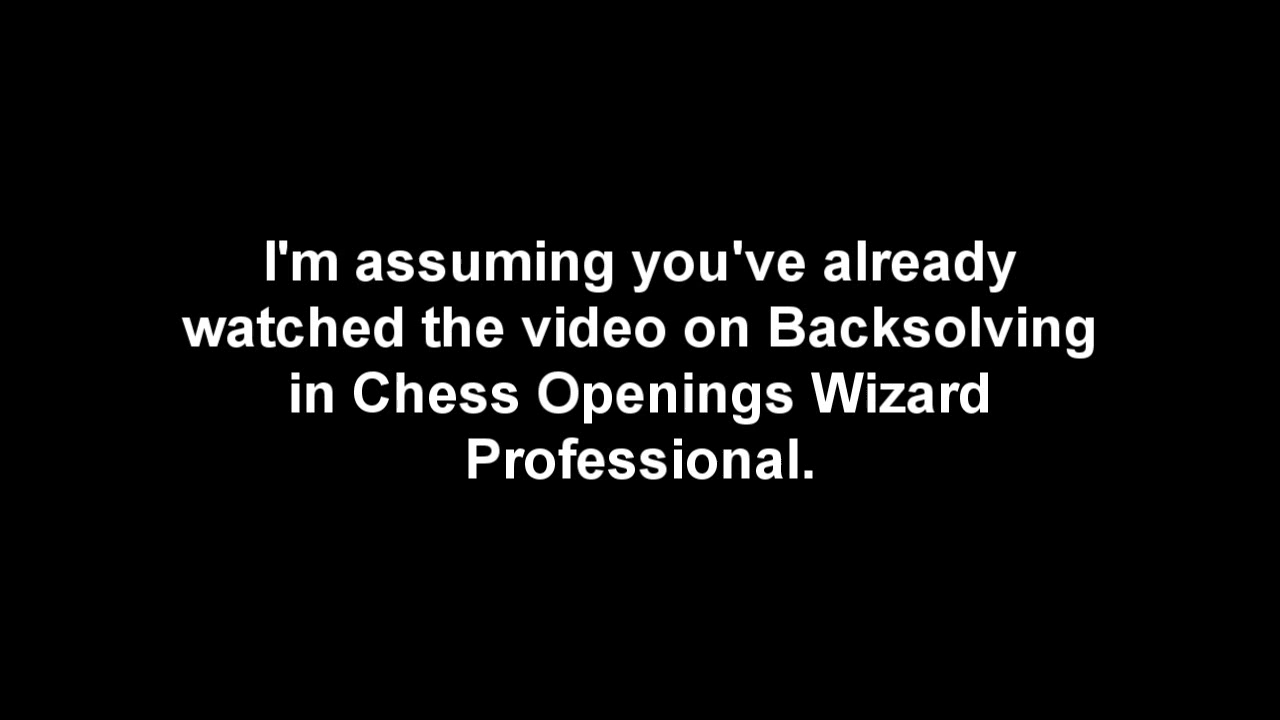 I'm assuming you've already
watched the video on Backsolving
in Chess Openings Wizard
Professional.